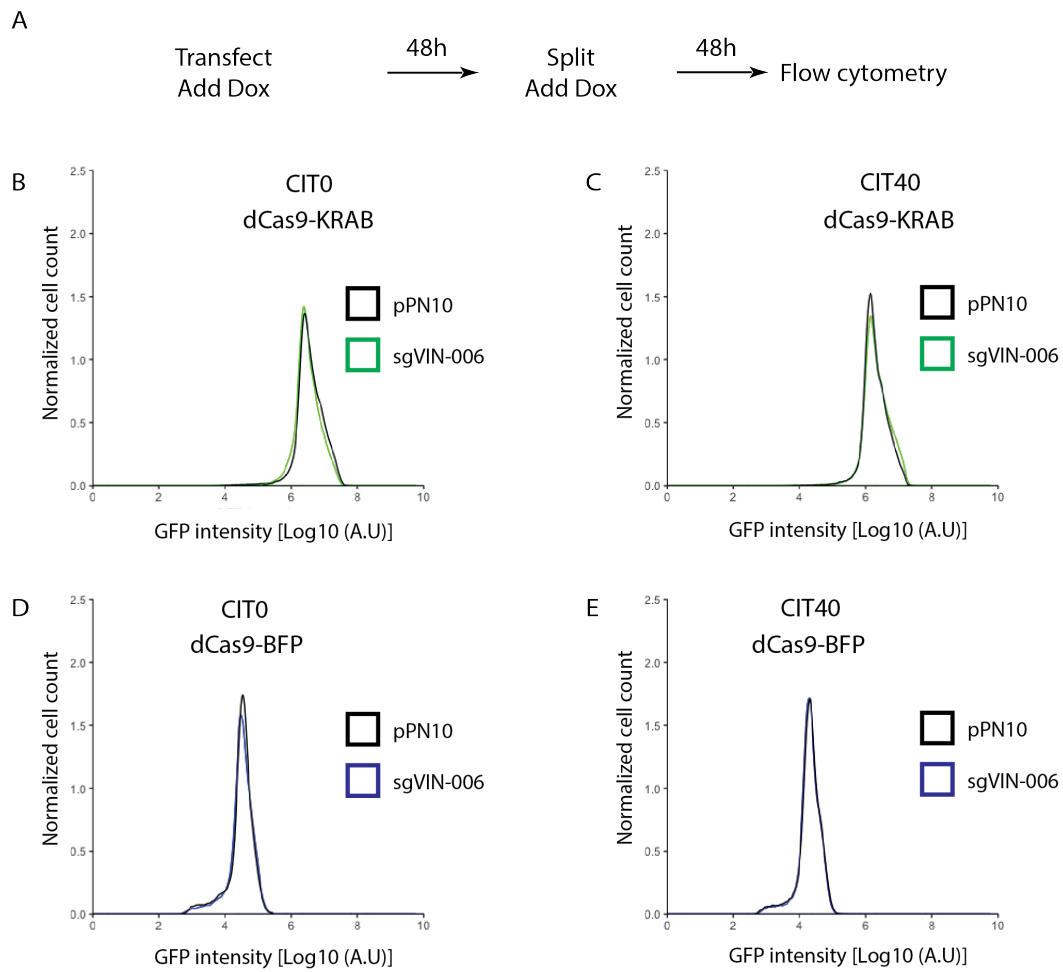 A
Transfect
Add Dox
48h
Split
Add Dox
48h
Flow cytometry
B
CIT0
dCas9-KRAB
Normalized cell count
2.5
2.0
1.5
1.0
0.5
0.0
0 2 4 6 8 10
GFP intensity [Log10 (A.U)]
pPN10
sgVIN-006
C
CIT40
dCas9-KRAB
Normalized cell count
2.5
2.0
1.5
1.0
0.5
0.0
0 2 4 6 8 10
GFP intensity [Log10 (A.U)]
pPN10
sgVIN-006
D
CIT0
dCas9-BFP
Normalized cell count
2.5
2.0
1.5
1.0
0.5
0.0
0 2 4 6 8 10
GFP intensity [Log10 (A.U)]
pPN10
sgVIN-006
E
CIT40
dCas9-BFP
Normalized cell count
2.5
2.0
1.5
1.0
0.5
0.0
0 2 4 6 8 10
GFP intensity [Log10 (A.U)]
pPN10
sgVIN-006